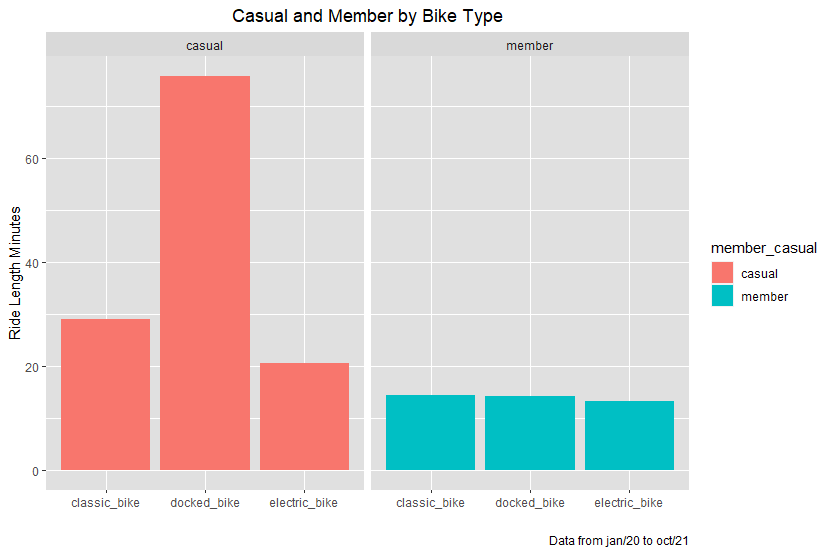 Casual and Member by Bike Type
casual
member
Ride Length Minutes
60
40
20
0
classic_bike
docked_bike
electric_bike
classic_bike
docked_bike
electric_bike
member_casual
casual
member
Data from jan/20 to oct/21